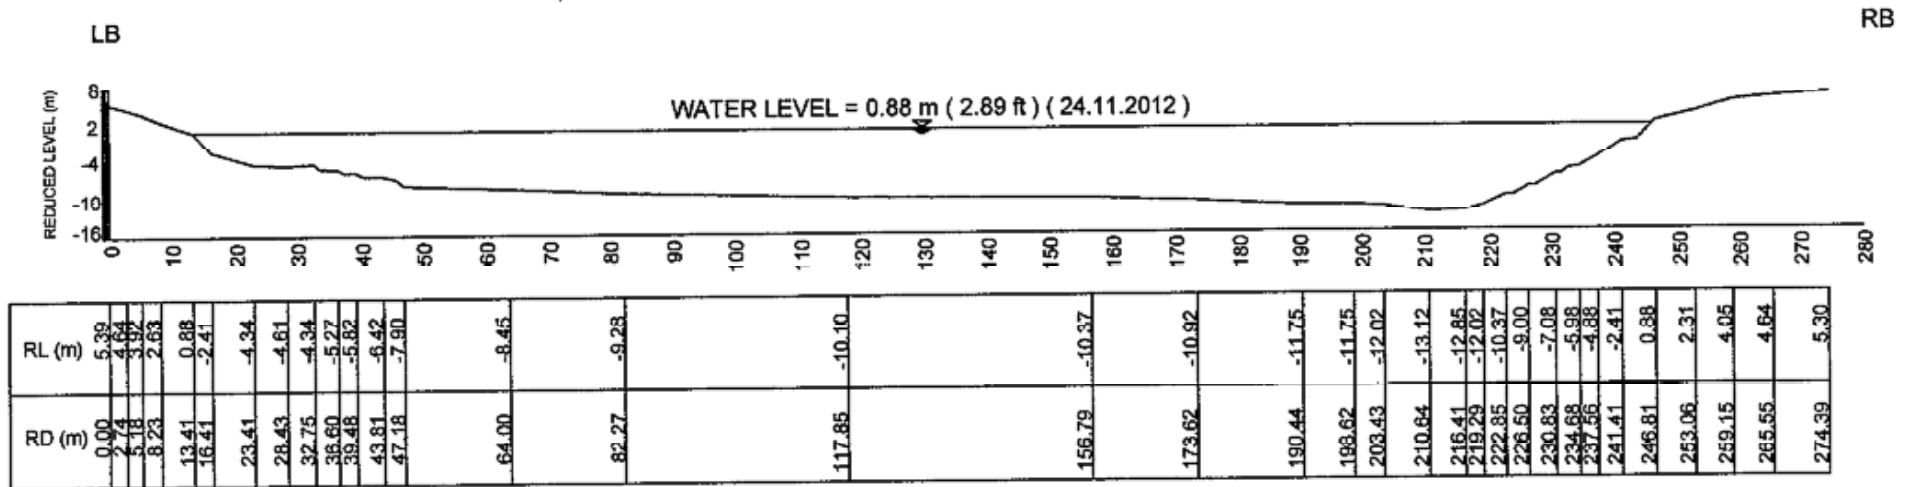 LB
RB
WATER LEVEL = 0.88 m ( 2.89 ft ) ( 24.11.2012 )
REDUCED LEVEL (m)
8
2
-4
-10
-16
0 10 20 30 40 50 60 70 80 90 100 110 120 130 140 150 160 170 180 190 200 210 220 230 240 250 260 270 280
RL (m) 5.39 4.64 3.92 2.63 0.88 -2.41 -4.34 -4.61 -4.34 -5.27 -5.82 -6.42 -7.90 -8.45 -9.28 -10.10 -10.37 -10.92 -11.75 -11.75 -12.02 -13.12 -12.85 -12.02 -10.37 -9.00 -7.08 -5.98 -4.88 -2.41 0.88 2.31 4.05 4.64 5.30
RD (m) 0.00 2.74 5.18 8.23 13.41 16.41 23.41 28.43 32.75 36.60 39.48 43.81 47.18 64.00 82.27 117.85 156.79 173.62 190.44 198.62 203.43 210.64 216.41 219.29 222.85 226.50 230.83 234.68 237.56 241.41 246.81 253.06 259.15 265.55 274.39